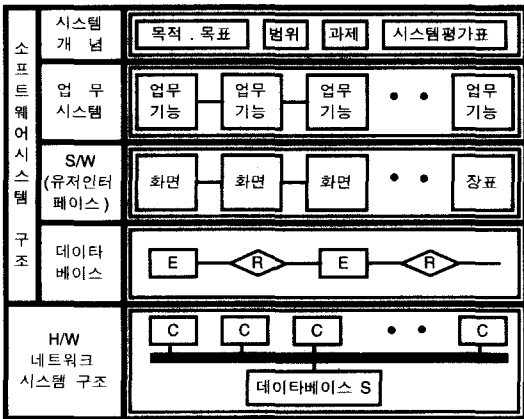 소프트웨어시스템 구조
시스템
개 념
목적 . 목표 범위 과제 시스템평가표
업 무
시스템
업무 업무 업무 • • 업무
기능 기능 기능 기능
S/W
(유저인터
페이스)
화면 화면 화면 • • 장표
데이타
베이스
E R E R
H/W
네트워크
시스템 구조
C C C • • C
데이타베이스 S